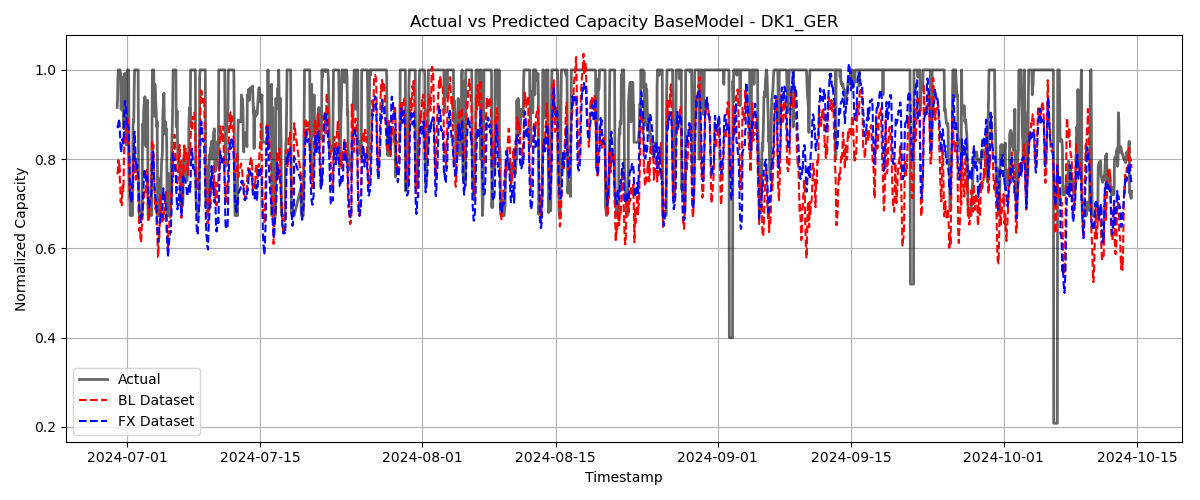 Actual vs Predicted Capacity BaseModel - DK1_GER
Normalized Capacity
1.0
0.8
0.6
0.4
0.2
Actual
BL Dataset
FX Dataset
2024-07-01 2024-07-15 2024-08-01 2024-08-15 2024-09-01 2024-09-15 2024-10-01 2024-10-15
Timestamp